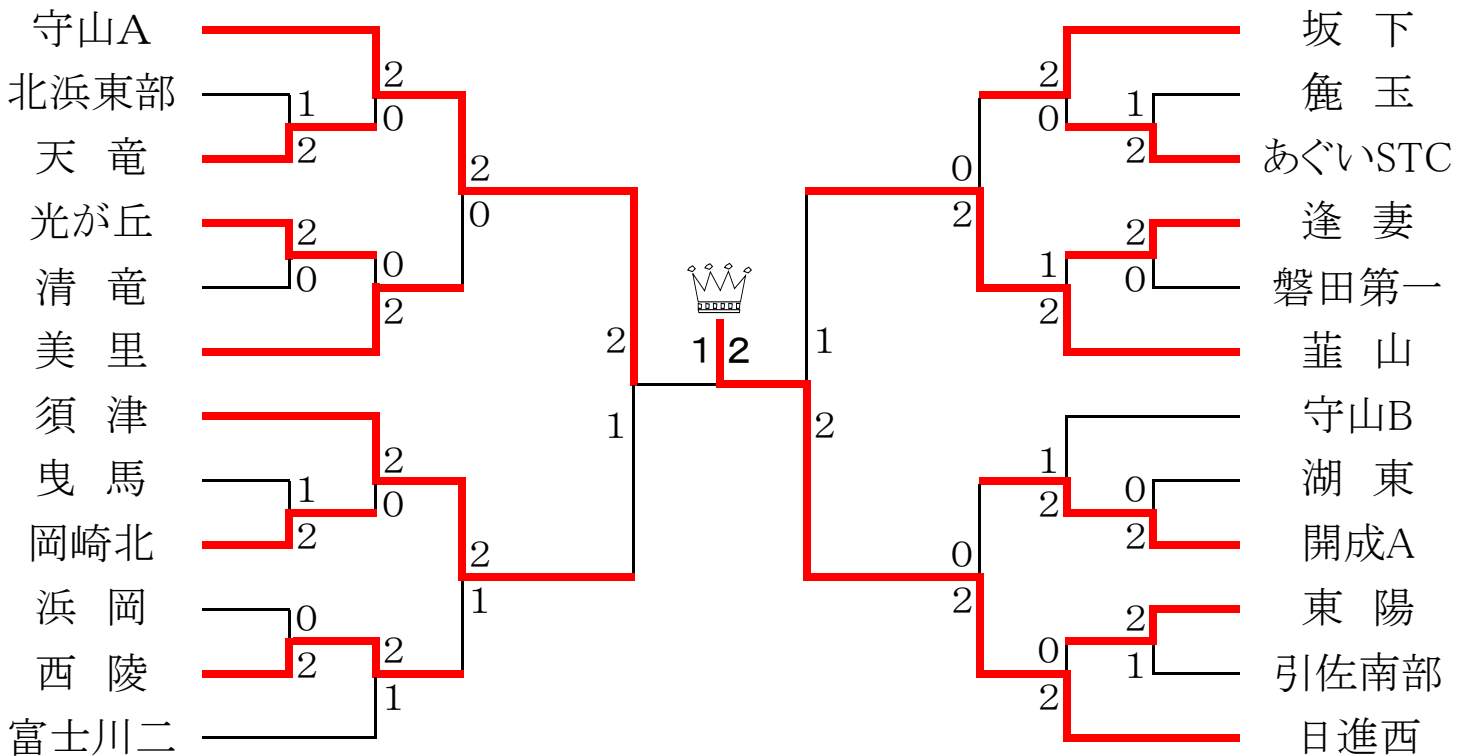 守山A
北浜東部
天 竜
光が丘
清 竜
美 里
須 津
曳 馬
岡崎北
浜 岡
西 陵
富士川二
1
2
2
0
1
2
0
2
2
0
0
2
2
0
2
1
2
0
2
1
2
1
1 2
1
2
0
2
0
2
2
0
1
2
1
2
0
2
1
2
2
0
0
2
2
1
坂 下
麁 玉
あぐいSTC
逢 妻
磐田第一
韮 山
守山B
湖 東
開成A
東 陽
引佐南部
日進西